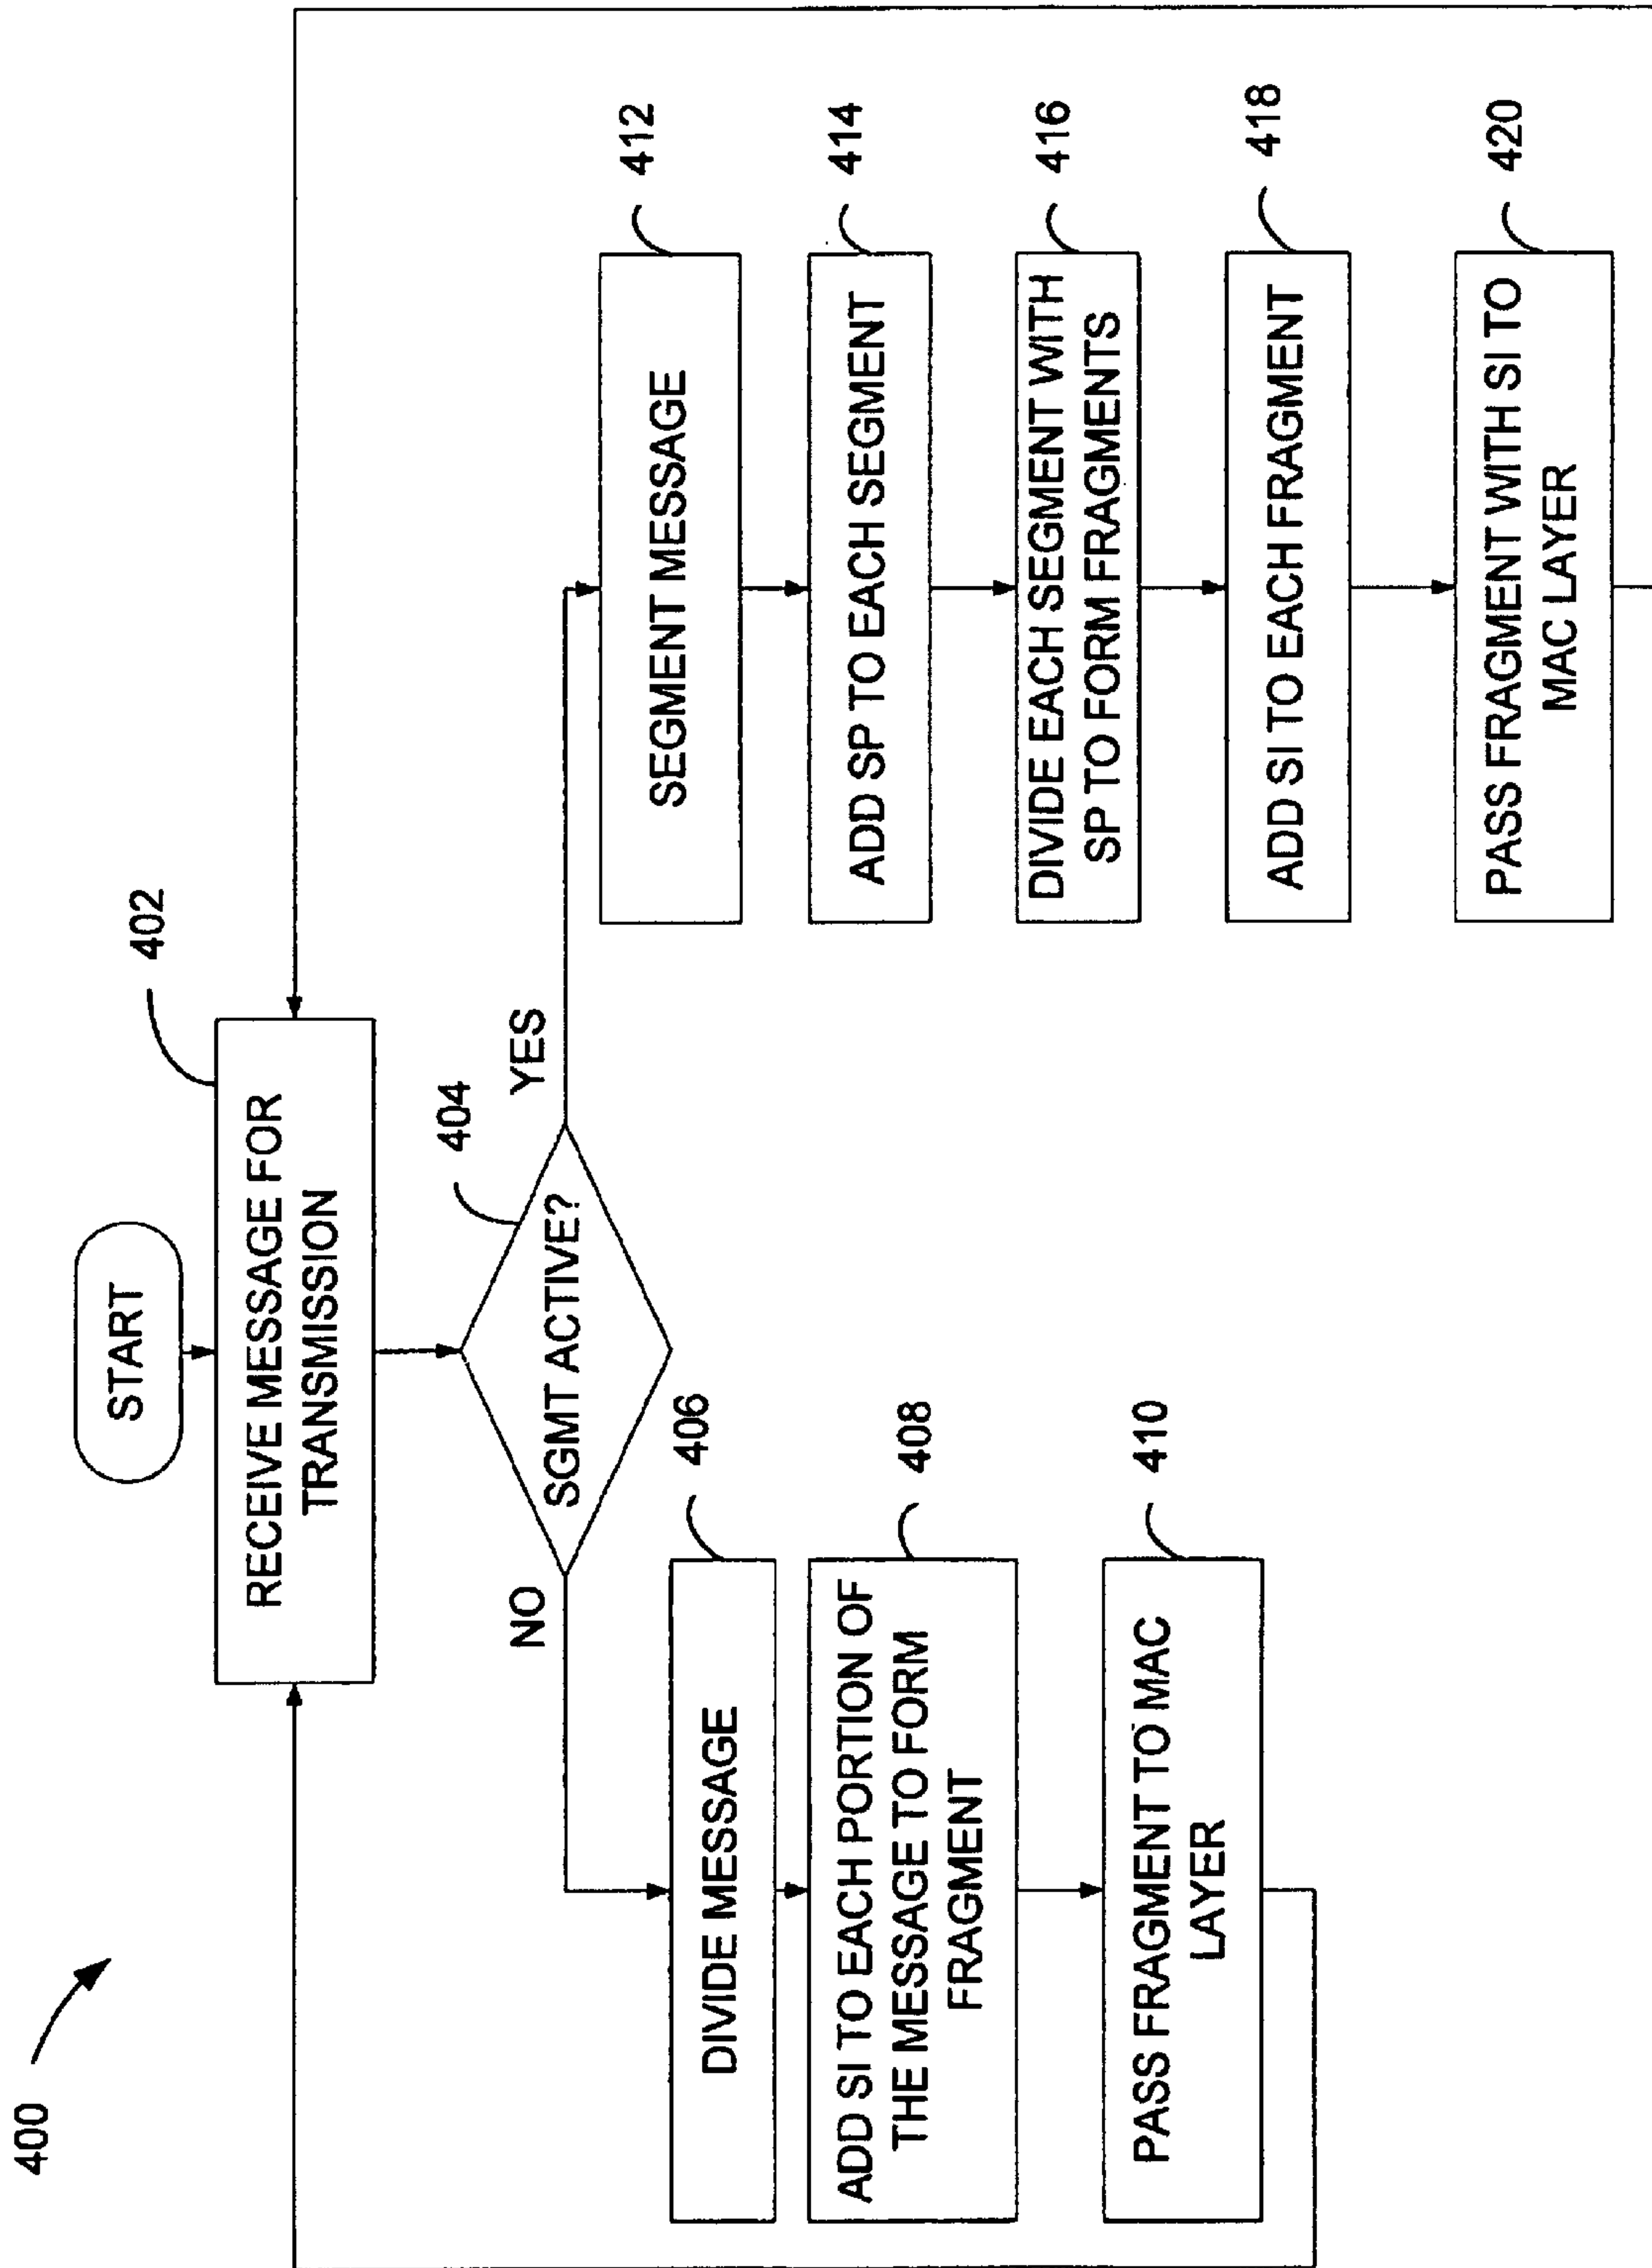 400
START
402
RECEIVE MESSAGE FOR
TRANSMISSION
404
SGMT ACTIVE?
NO
YES
406
DIVIDE MESSAGE
408
ADD SI TO EACH PORTION OF
THE MESSAGE TO FORM
FRAGMENT
410
PASS FRAGMENT TO MAC
LAYER
412
SEGMENT MESSAGE
414
ADD SP TO EACH SEGMENT
416
DIVIDE EACH SEGMENT WITH
SP TO FORM FRAGMENTS
418
ADD SI TO EACH FRAGMENT
420
PASS FRAGMENT WITH SI TO
MAC LAYER